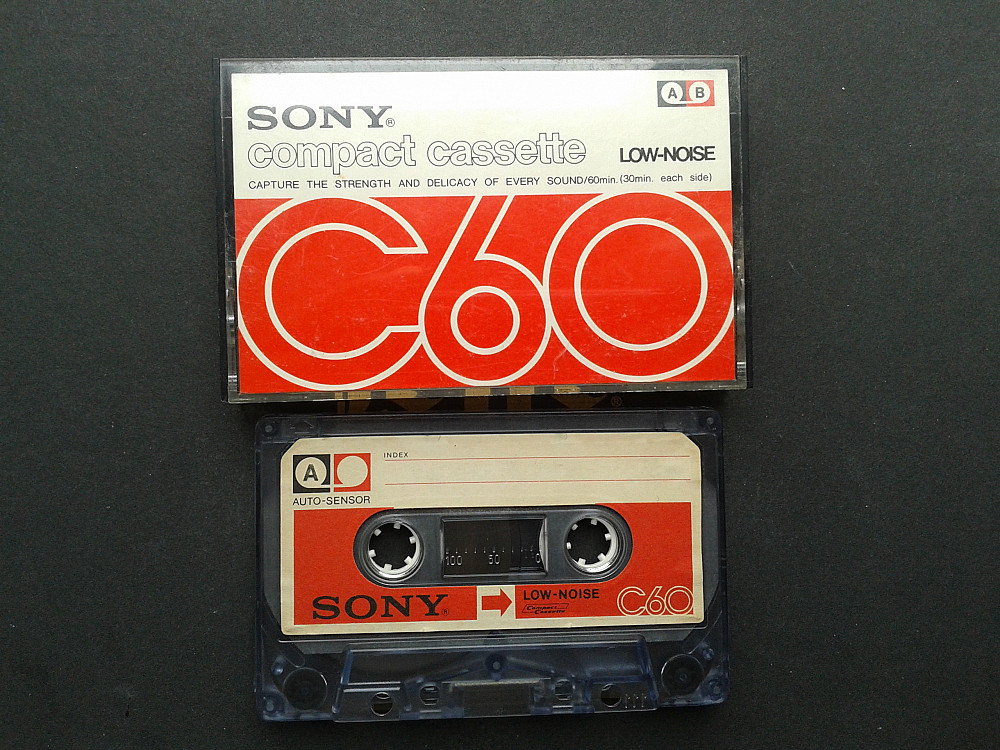 SONY®
A B
compact cassette
LOW-NOISE
CAPTURE THE STRENGTH AND DELICACY OF EVERY SOUND/60min. (30min. each side)
C60
®
A
INDEX
AUTO-SENSOR
100 50 0
SONY®
LOW-NOISE
Compact Cassette
C60